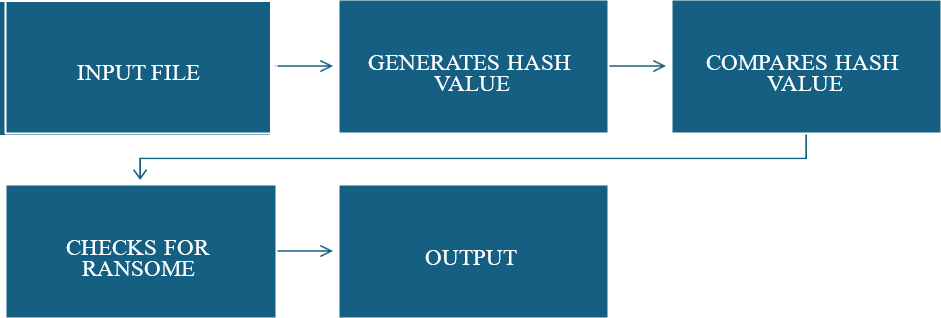 INPUT FILE
GENERATES HASH
VALUE
COMPARES HASH
VALUE
CHECKS FOR
RANSOME
OUTPUT